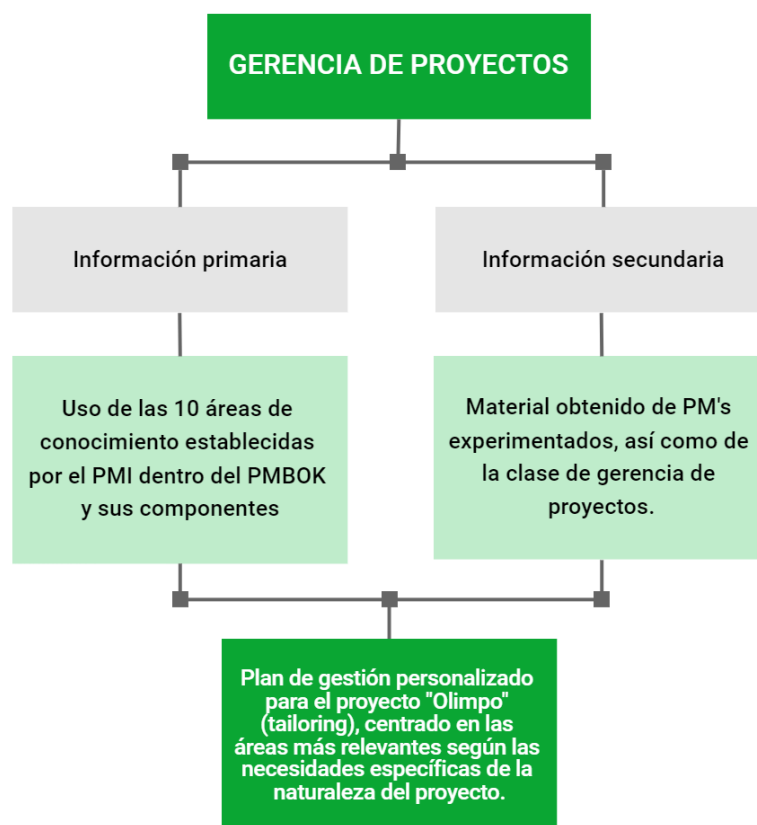 GERENCIA DE PROYECTOS
Información primaria
Información secundaria
Uso de las 10 áreas de
conocimiento establecidas
por el PMI dentro del PMBOK
y sus componentes
Material obtenido de PM's
experimentados, así como de
la clase de gerencia de
proyectos.
Plan de gestión personalizado
para el proyecto "Olimpo"
(tailoring), centrado en las
áreas más relevantes según las
necesidades específicas de la
naturaleza del proyecto.